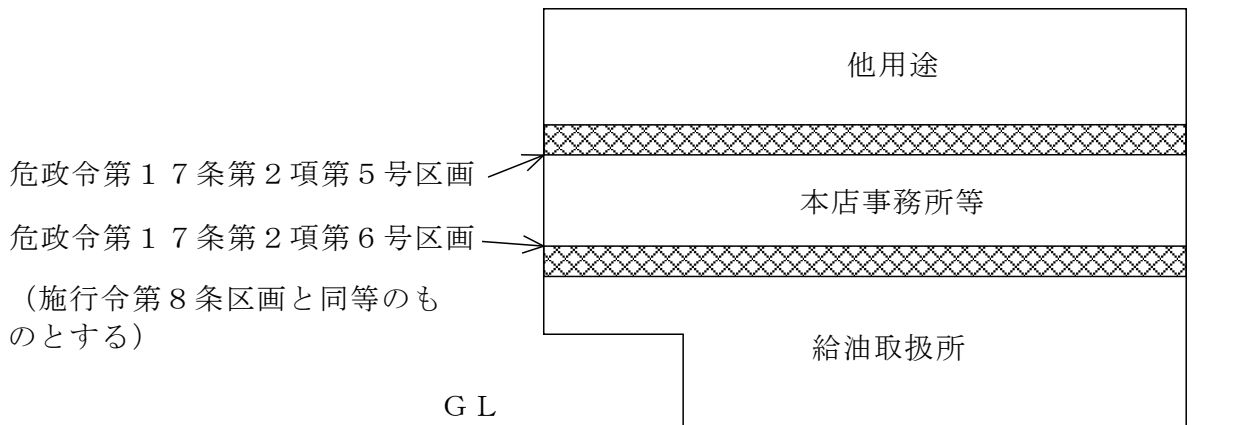 他用途
危政令第１７条第２項第５号区画
本店事務所等
危政令第１７条第２項第６号区画
（施行令第８条区画と同等のも
のとする）
給油取扱所
ＧＬ